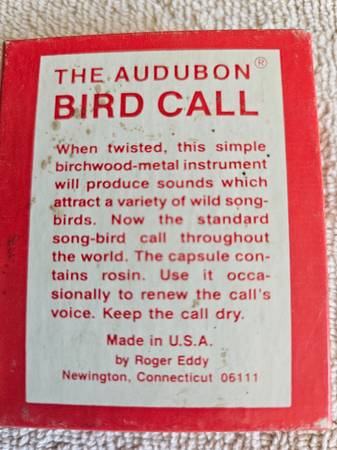 THE AUDUBON®
BIRD CALL
When twisted, this simple
birchwood-metal instrument
will produce sounds which
attract a variety of wild song-
birds. Now the standard
song-bird call throughout
the world. The capsule con-
tains rosin. Use it occa-
sionally to renew the call's
voice. Keep the call dry.
Made in U.S.A.
by Roger Eddy
Newington, Connecticut 06111